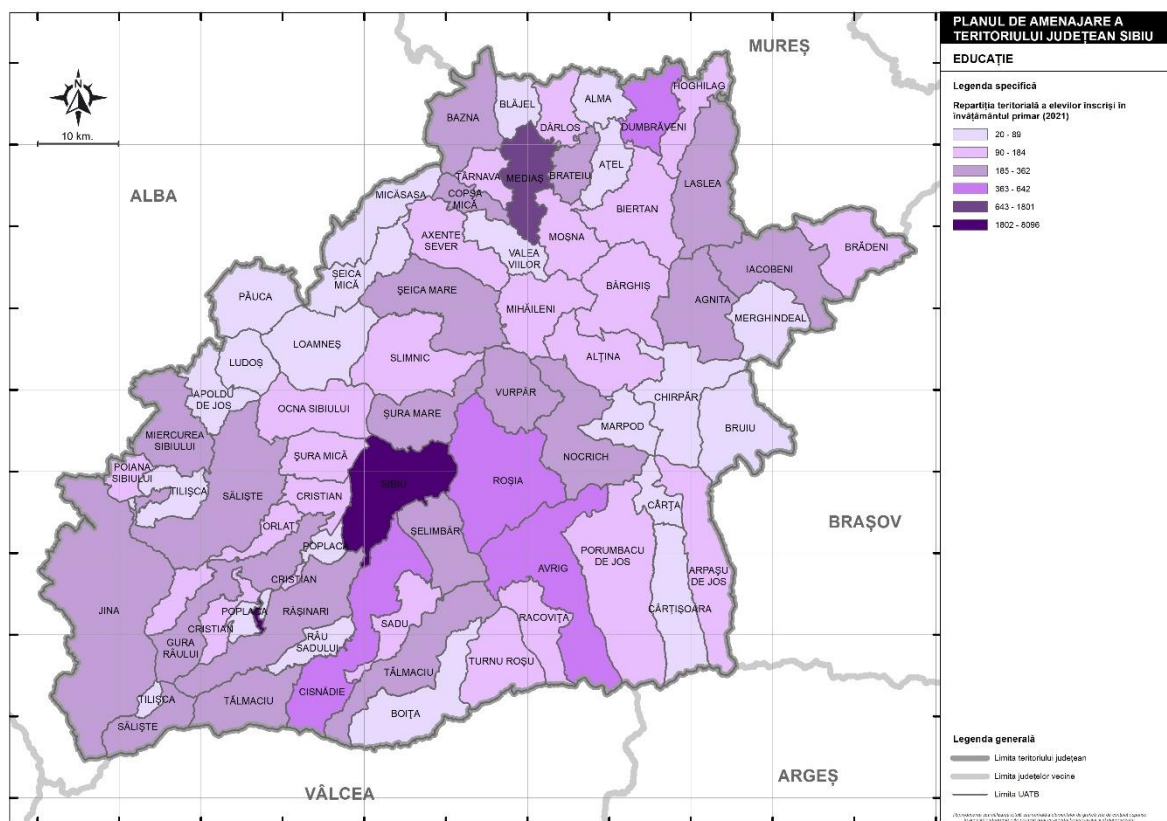 PLANUL DE AMENAJARE A
TERITORIULUI JUDEȚEAN SIBIU
EDUCAȚIE
Legenda specifică
Repartiția teritorială a elevilor înscriși în
învățământul primar (2021)
20 - 89
90 - 184
185 - 362
363 - 642
643 - 1801
1802 - 8096
N
10 km.
MUREȘ
ALBA
BRAȘOV
ARGEȘ
VÂLCEA
BLĂJEL
ALMA
HOGHILAG
BAZNA
DÂRLOS
DUMBRĂVENI
TÂRNAVA
MEDIAȘ
BRATEIU
AȚEL
LASLEA
MICĂSASA
COPȘA
MICĂ
BIERTAN
AXENTE
SEVER
VALEA
VIILOR
MOȘNA
BRĂDENI
ȘEICA
MICĂ
ȘEICA MARE
IACOBENI
PĂUCA
MIHĂILENI
BÂRGHIȘ
AGNITA
MERGHINDEAL
LOAMNEȘ
LUDOȘ
SLIMNIC
ALȚINA
APOLDU
DE JOS
OCNA SIBIULUI
ȘURA MARE
VURPĂR
CHIRPĂR
MARPOD
BRUIU
MIERCUREA
SIBIULUI
ȘURA MICĂ
NOCRICH
POIANA
SIBIULUI
TILIȘCA
SĂLIȘTE
CRISTIAN
SIBIU
ROȘIA
CÂRȚA
ORLAT
ȘELIMBĂR
POPLACA
PORUMBACU
DE JOS
AVRIG
ARPAȘU
DE JOS
CRISTIAN
JINA
POPLACA
RĂȘINARI
CÂRȚIȘOARA
CRISTIAN
SADU
RACOVIȚA
GURA
RÂULUI
RÂU
SADULUI
TURNU ROȘU
TĂLMACIU
TILIȘCA
TĂLMACIU
CISNĂDIE
BOIȚA
SĂLIȘTE
Legenda generală
Limita teritoriului județean
Limita județelor vecine
Limita UATB